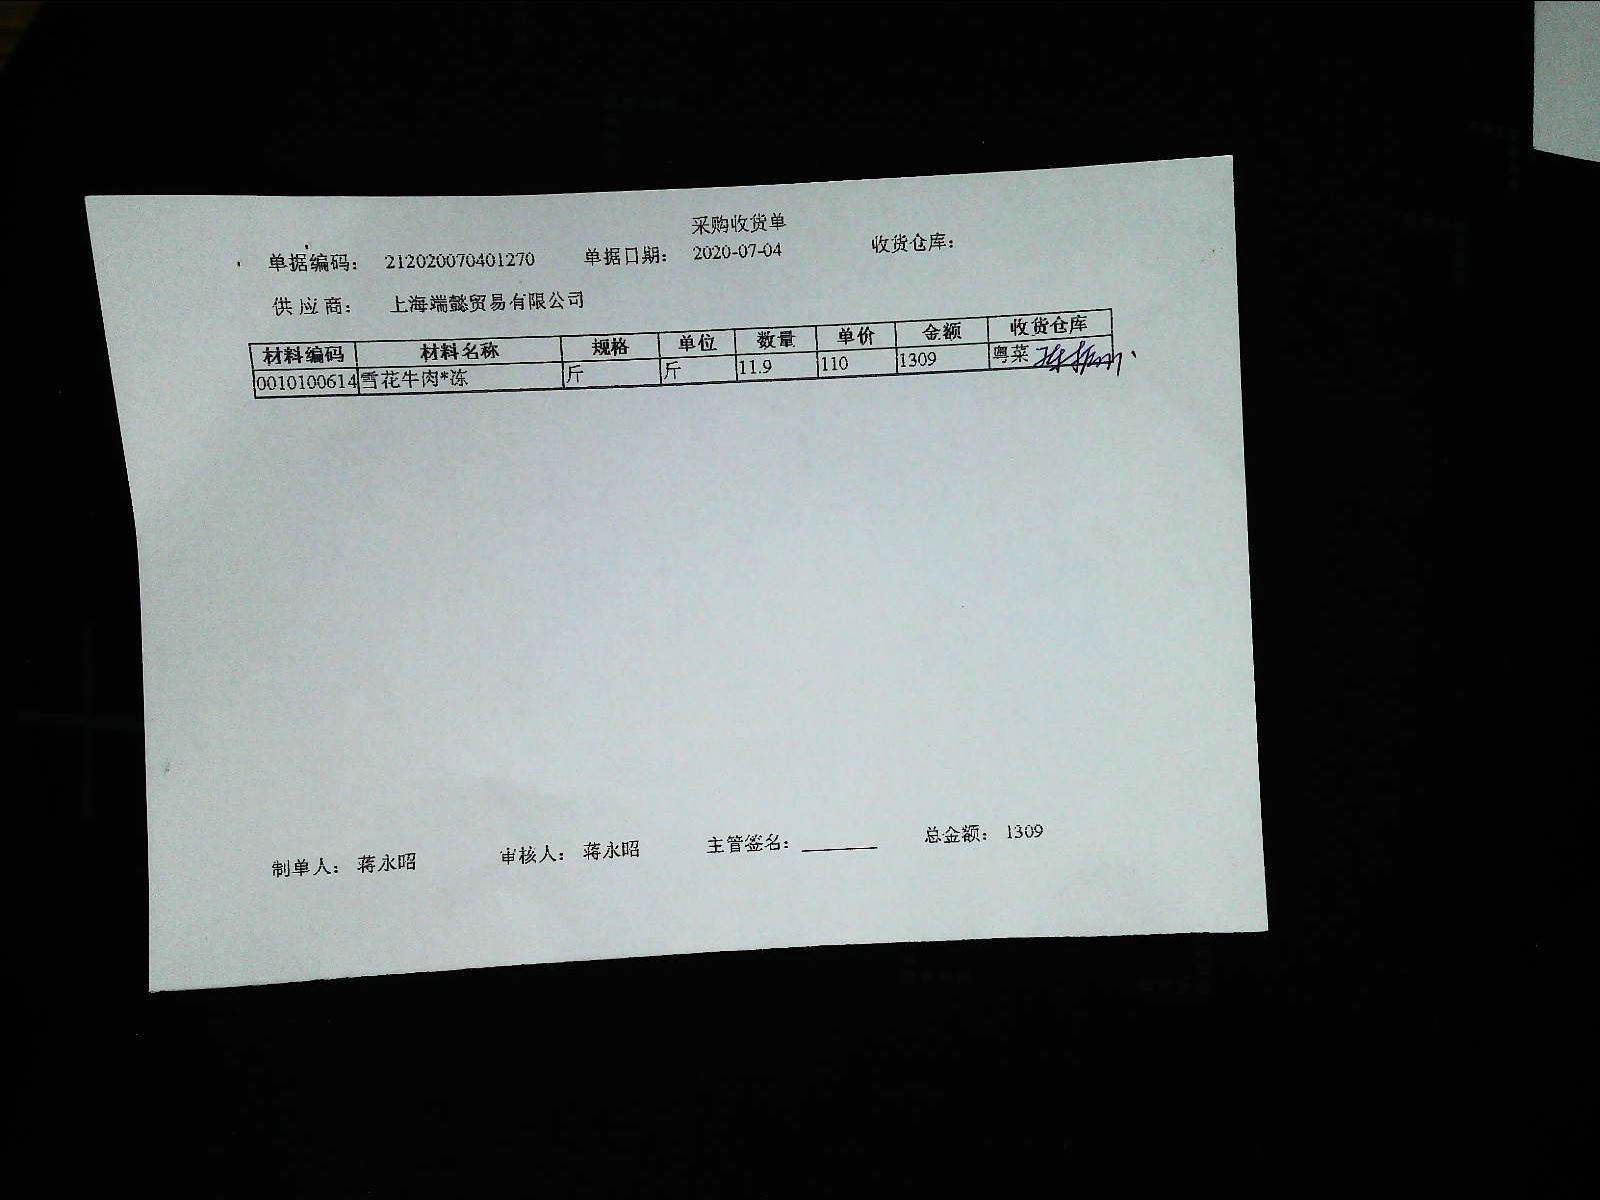 采购收货单
单据编码： 212020070401270 单据日期： 2020-07-04 收货仓库：
供应商： 上海端懿贸易有限公司
材料编码 材料名称 规格 单位 数量 单价 金额 收货仓库
0010100614 雪花牛肉*冻 斤 斤 11.9 110 1309 粤菜
制单人： 蒋永昭 审核人： 蒋永昭 主管签名： 总金额： 1309